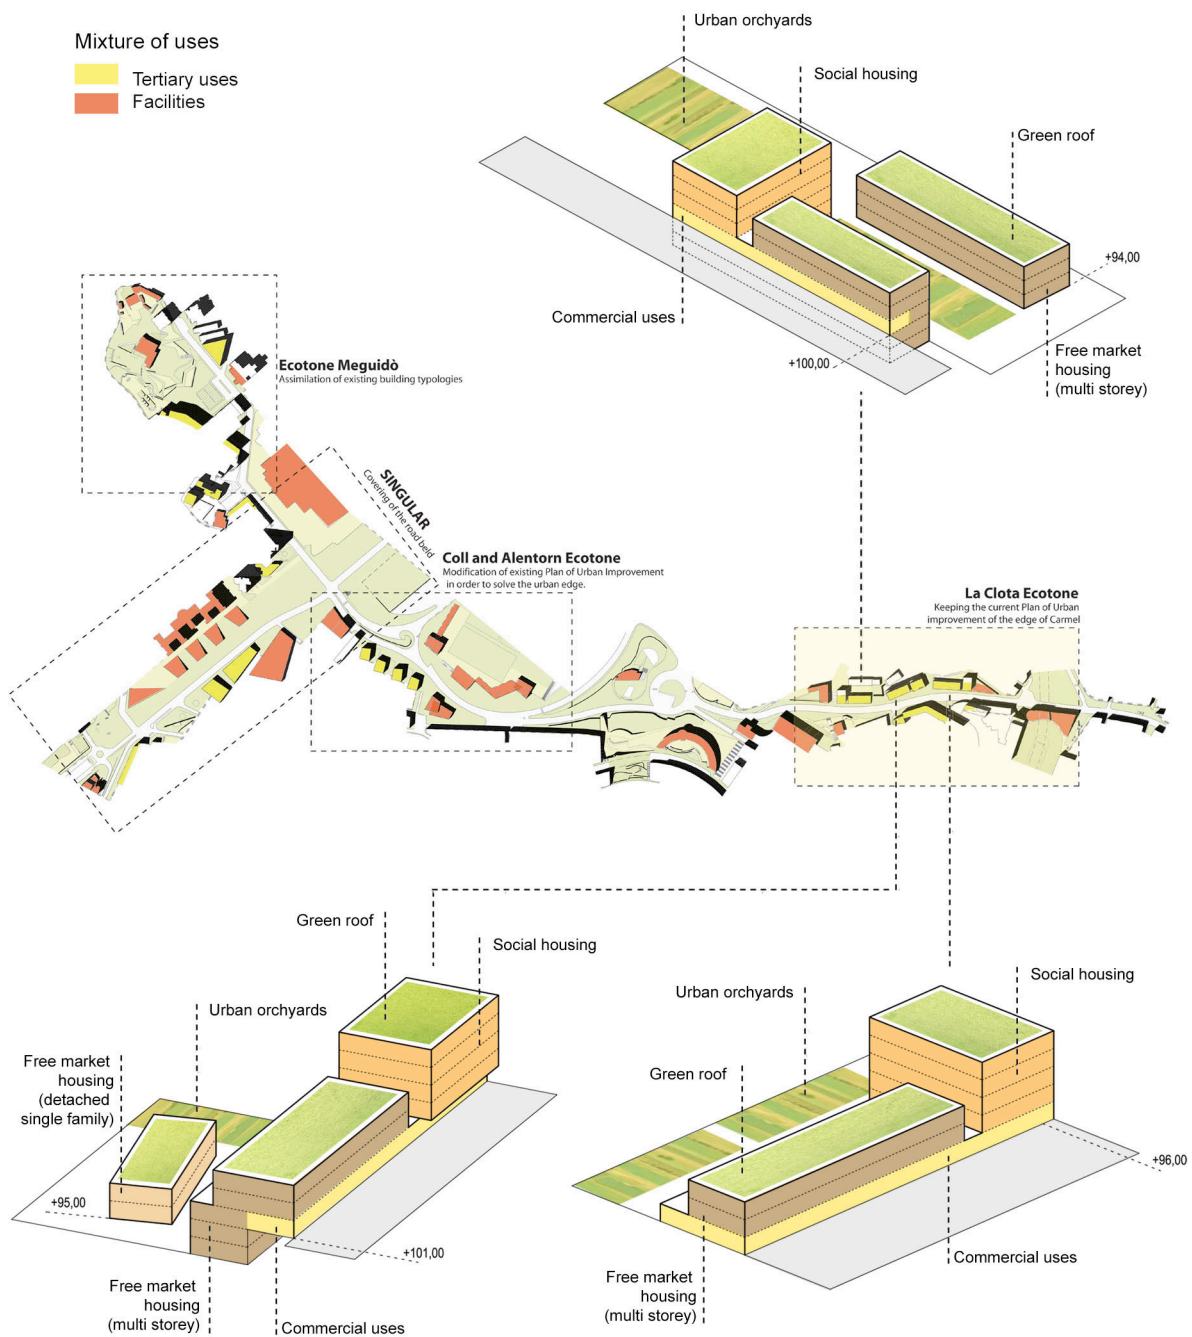 Mixture of uses
Tertiary uses
Facilities
Urban orchyards
Social housing
Green roof
+94,00
Commercial uses
+100,00
Free market
housing
(multi storey)
Ecotone Meguidò
Assimilation of existing building typologies
SINGULAR
Covering of the road beld
Coll and Alentorn Ecotone
Modification of existing Plan of Urban Improvement
in order to solve the urban edge.
La Clota Ecotone
Keeping the current Plan of Urban
improvement of the edge of Carmel
Green roof
Social housing
Urban orchyards
Free market
housing
(detached
single family)
+95,00
+101,00
Free market
housing
(multi storey)
Commercial uses
Social housing
Urban orchyards
Green roof
+96,00
Commercial uses
Free market
housing
(multi storey)